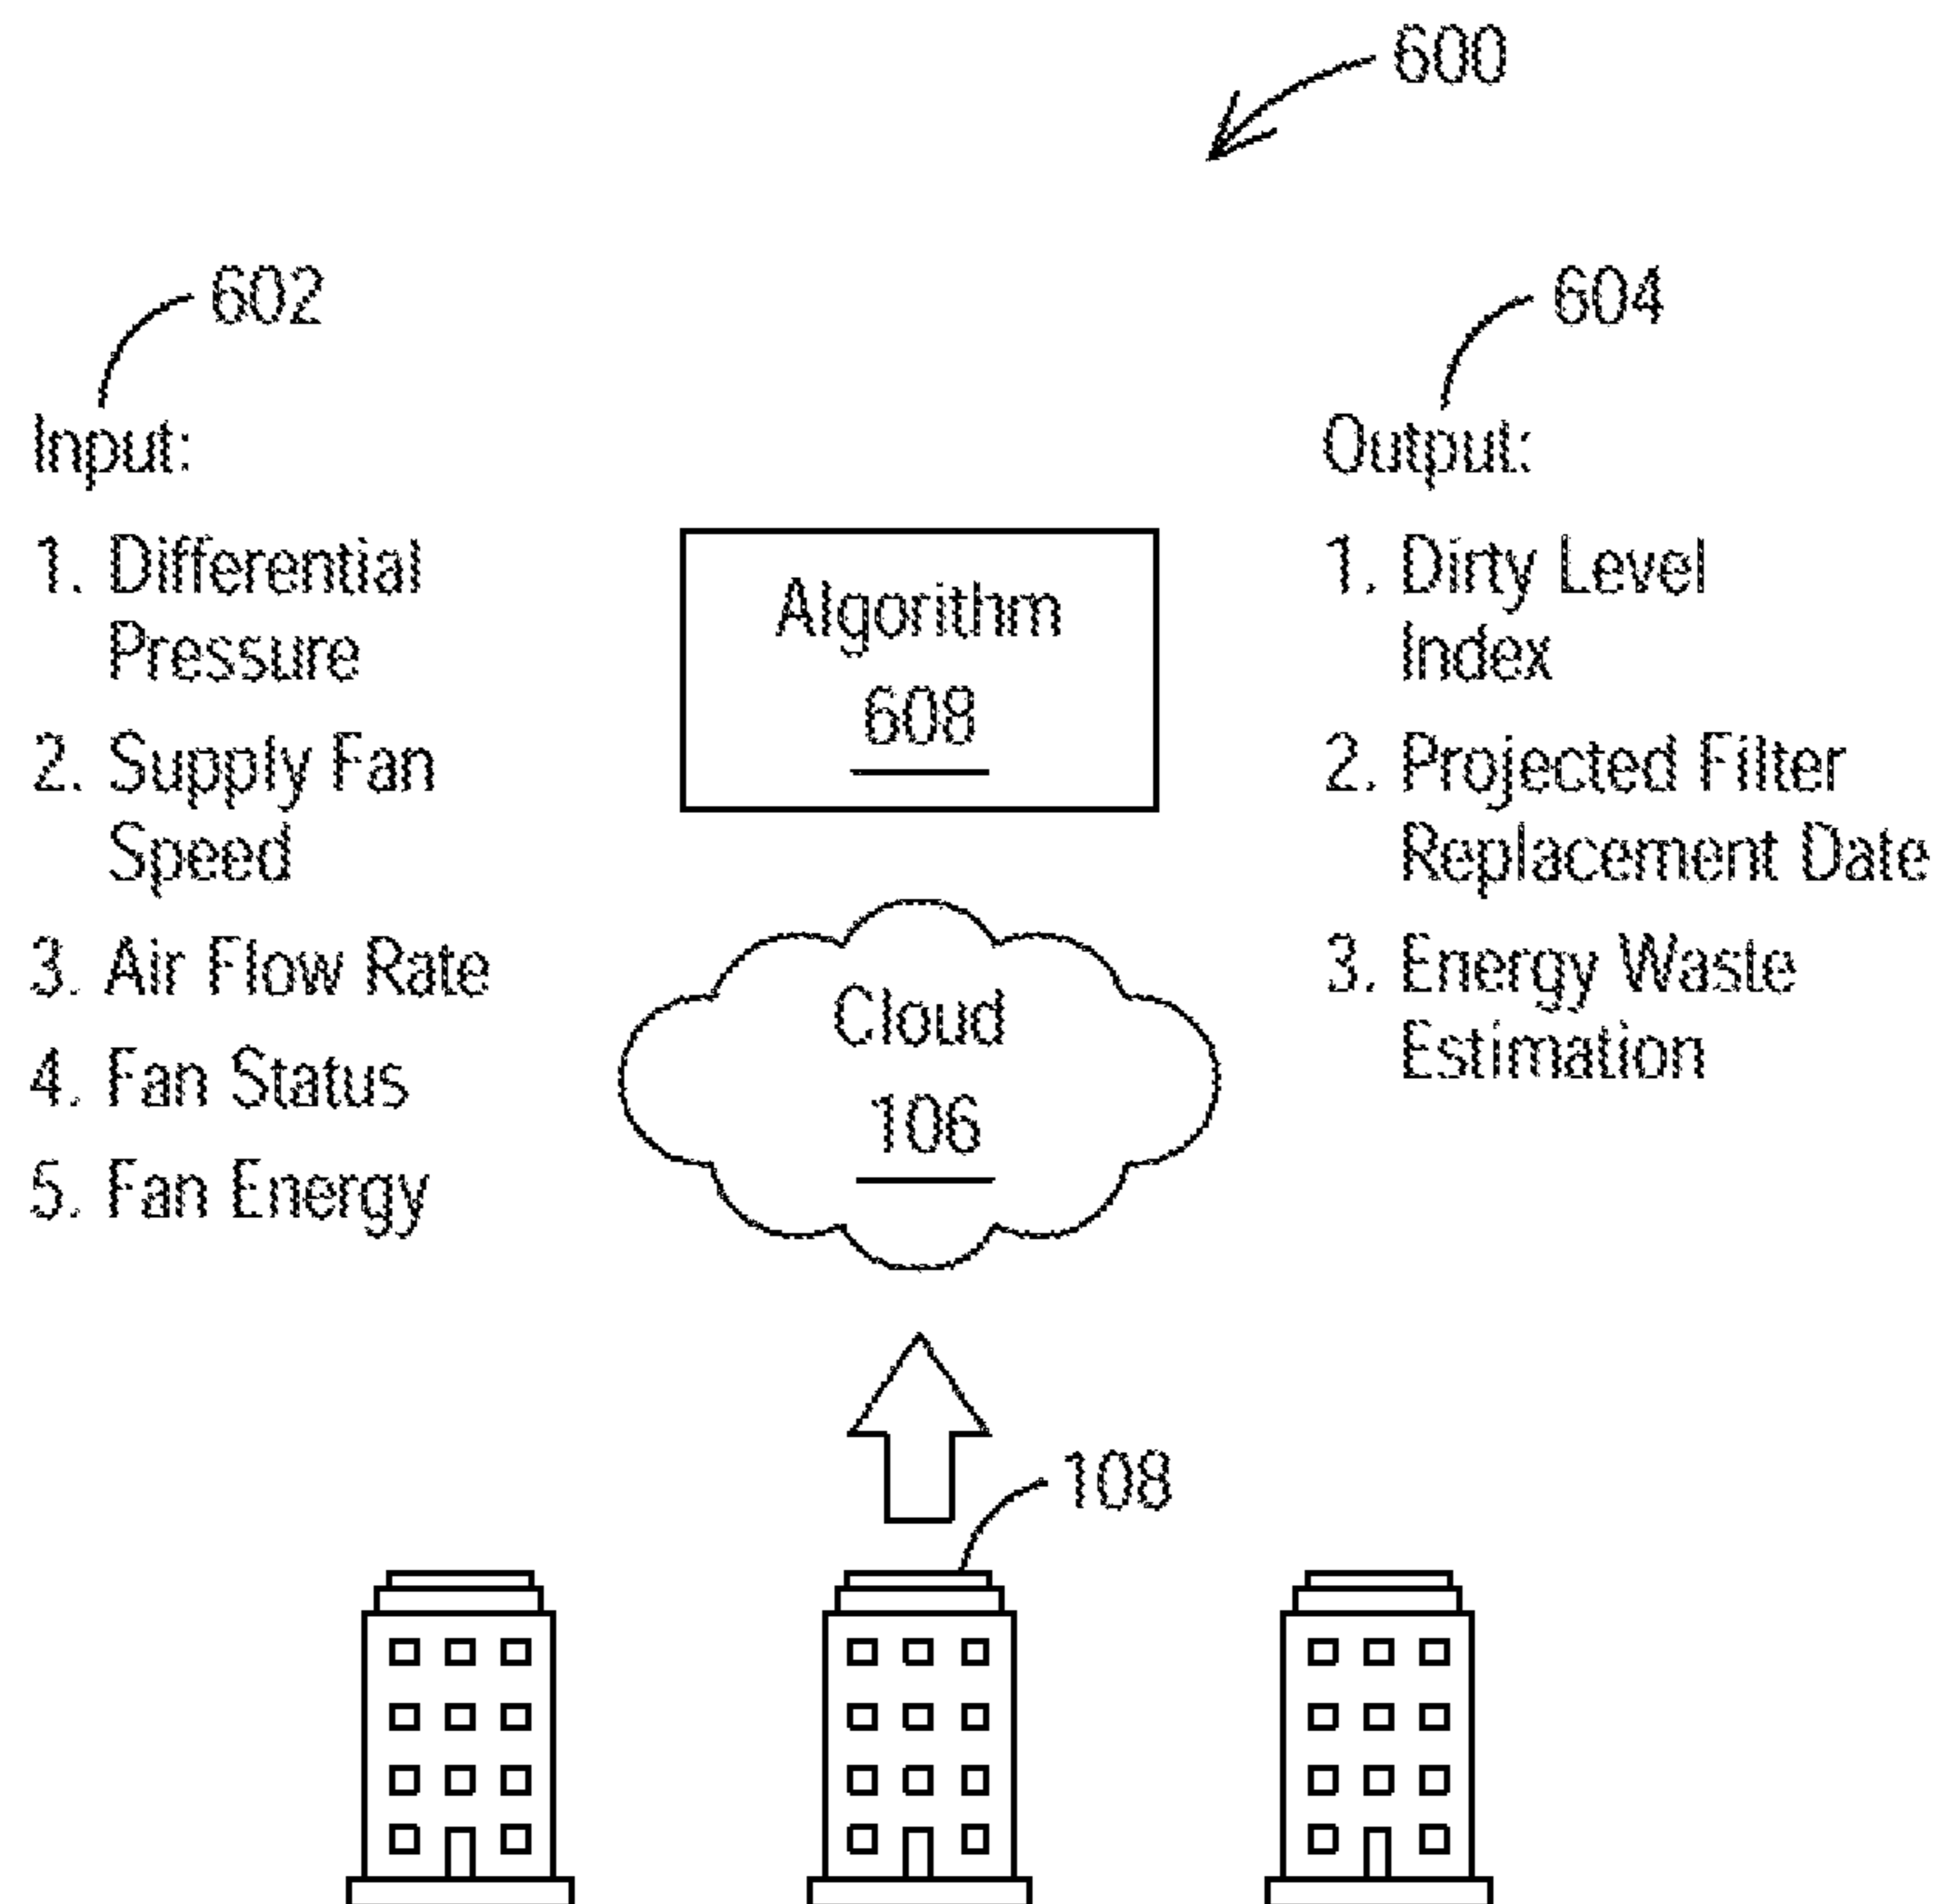 600
602
Input:
1. Differential
Pressure
2. Supply Fan
Speed
3. Air Flow Rate
4. Fan Status
5. Fan Energy
Algorithm
608
Cloud
106
108
604
Output:
1. Dirty Level
Index
2. Projected Filter
Replacement Date
3. Energy Waste
Estimation